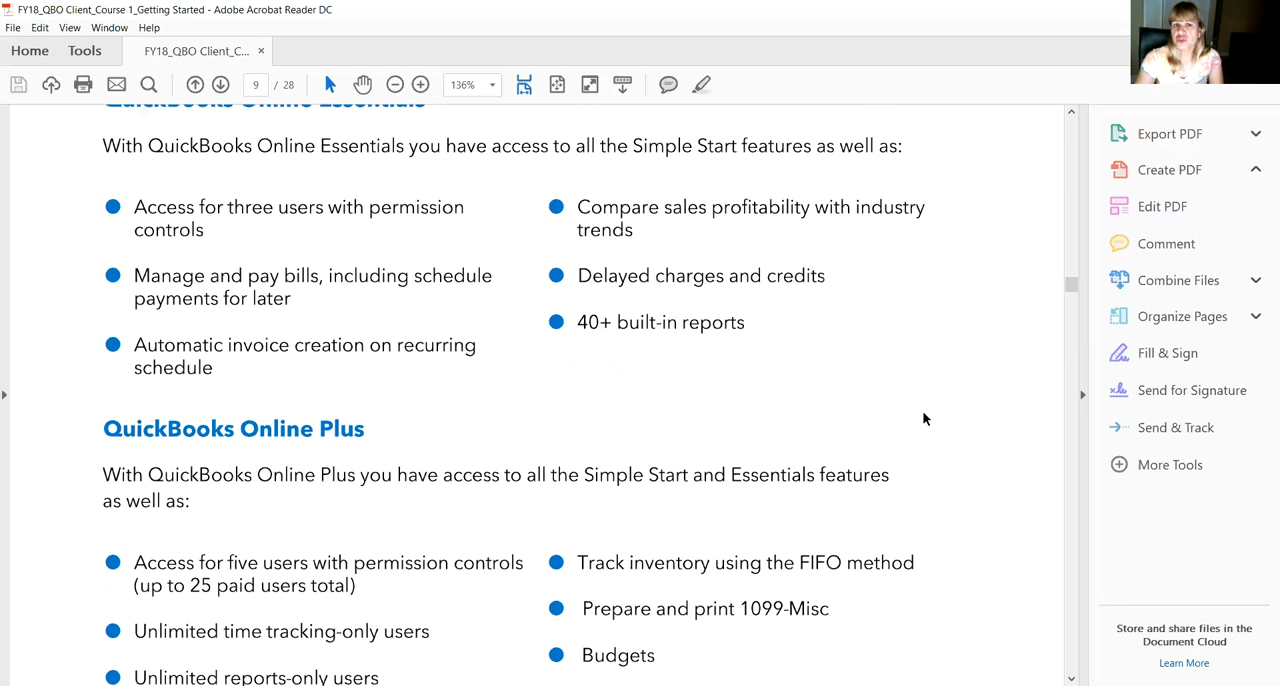 FY18_QBO Client_Course 1_Getting Started - Adobe Acrobat Reader DC
File Edit View Window Help
Home Tools FY18_QBO Client_C... ×
9 / 28 136%
QuickBooks Online Essentials
With QuickBooks Online Essentials you have access to all the Simple Start features as well as:
Access for three users with permission
controls
Manage and pay bills, including schedule
payments for later
Automatic invoice creation on recurring
schedule
Compare sales profitability with industry
trends
Delayed charges and credits
40+ built-in reports
QuickBooks Online Plus
With QuickBooks Online Plus you have access to all the Simple Start and Essentials features
as well as:
Access for five users with permission controls
(up to 25 paid users total)
Unlimited time tracking-only users
Unlimited reports-only users
Track inventory using the FIFO method
Prepare and print 1099-Misc
Budgets
Export PDF
Create PDF
Edit PDF
Comment
Combine Files
Organize Pages
Fill & Sign
Send for Signature
Send & Track
More Tools
Store and share files in the
Document Cloud
Learn More